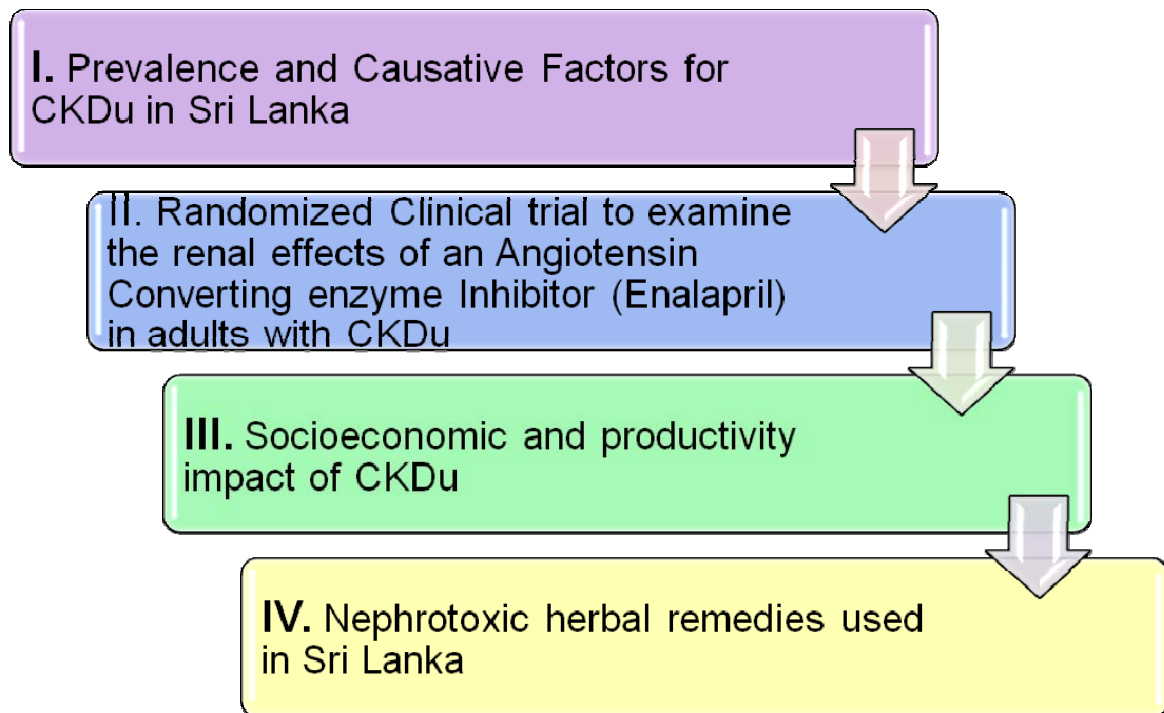 I. Prevalence and Causative Factors for
CKDu in Sri Lanka
II. Randomized Clinical trial to examine
the renal effects of an Angiotensin
Converting enzyme Inhibitor (Enalapril)
in adults with CKDu
III. Socioeconomic and productivity
impact of CKDu
IV. Nephrotoxic herbal remedies used
in Sri Lanka